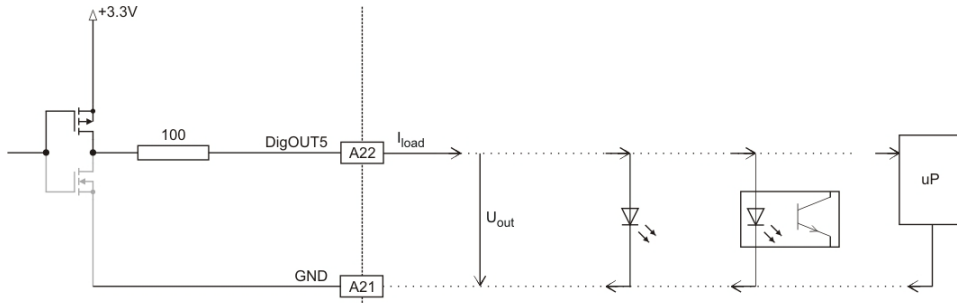 +3.3V
100
DigOUT5
A22
Iload
uP
Uout
GND
A21